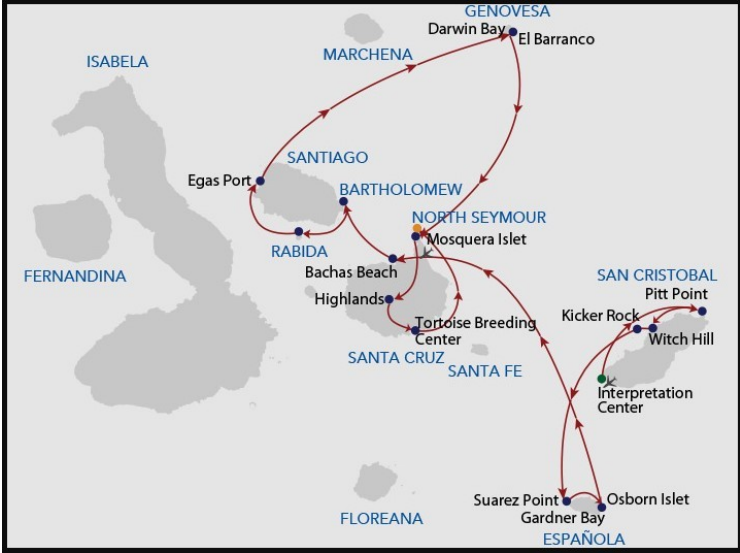 GENOVESA
Darwin Bay
El Barranco
MARCHENA
ISABELA
SANTIAGO
Egas Port
BARTHOLOMEW
NORTH SEYMOUR
Mosquera Islet
RABIDA
Bachas Beach
FERNANDINA
SAN CRISTOBAL
Pitt Point
Highlands
Kicker Rock
Tortoise Breeding
Center
Witch Hill
SANTA CRUZ
SANTA FE
Interpretation
Center
Suarez Point
Osborn Islet
Gardner Bay
FLOREANA
ESPAÑOLA